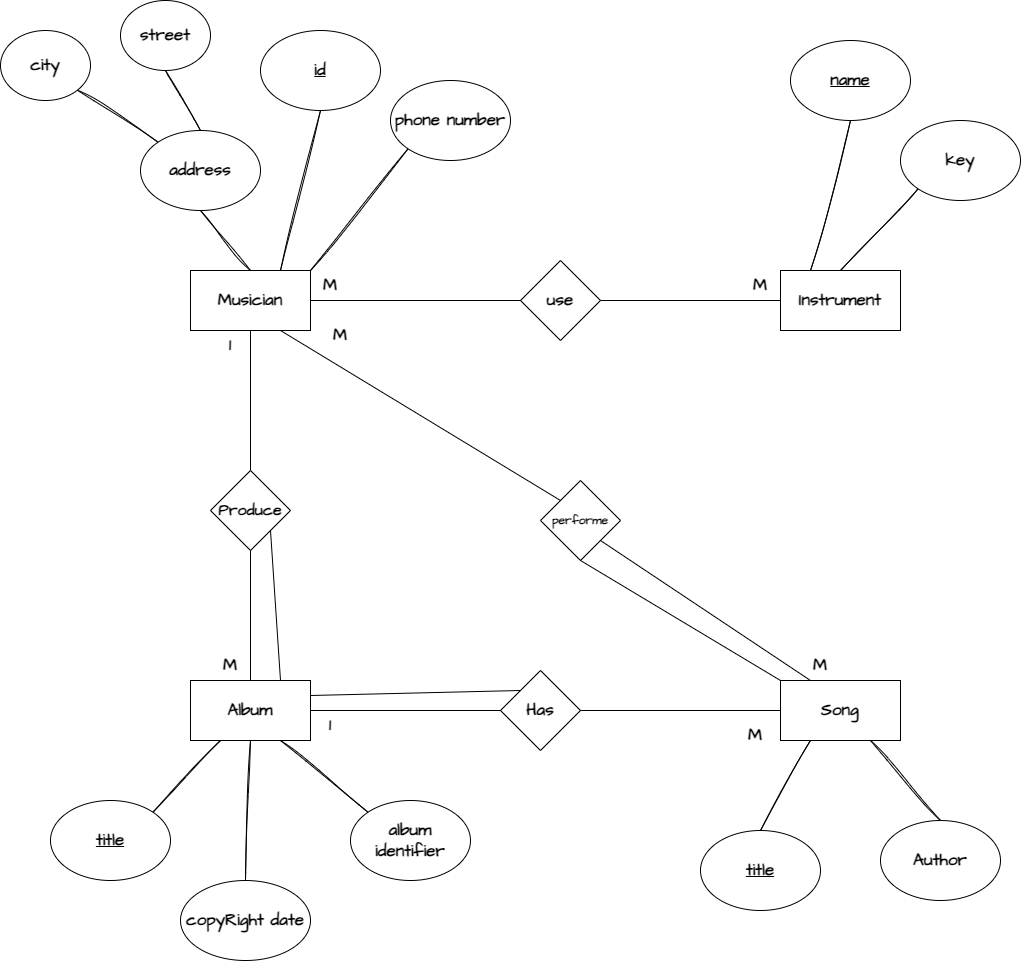 street
city
id
name
phone number
key
address
M
M
Musician
use
Instrument
M
1
Produce
performe
M
M
Album
Has
Song
1
M
title
album
identifier
title
Author
copyRight date